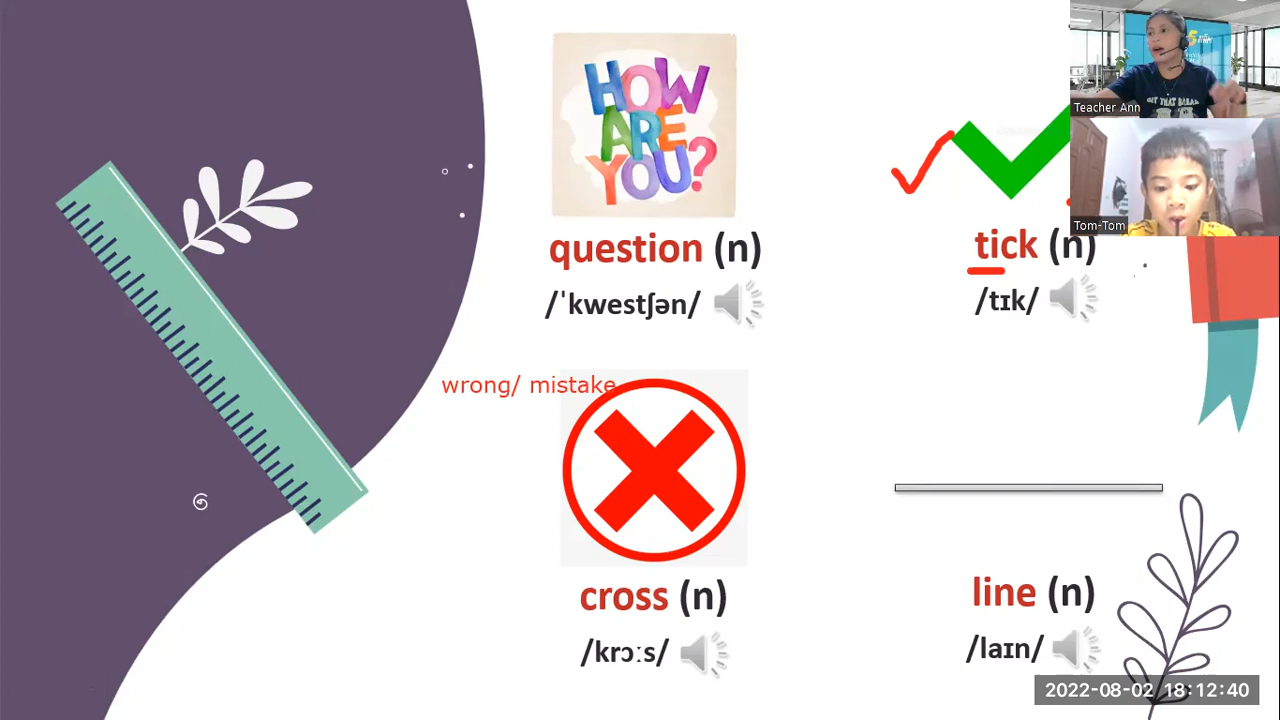 HOW
ARE
YOU?
question (n)
/ˈkwestʃən/
tick (n)
/tɪk/
wrong/ mistake
cross (n)
/krɔːs/
line (n)
/laɪn/
Teacher Ann
Tom-Tom
2022-08-02 18:12:40